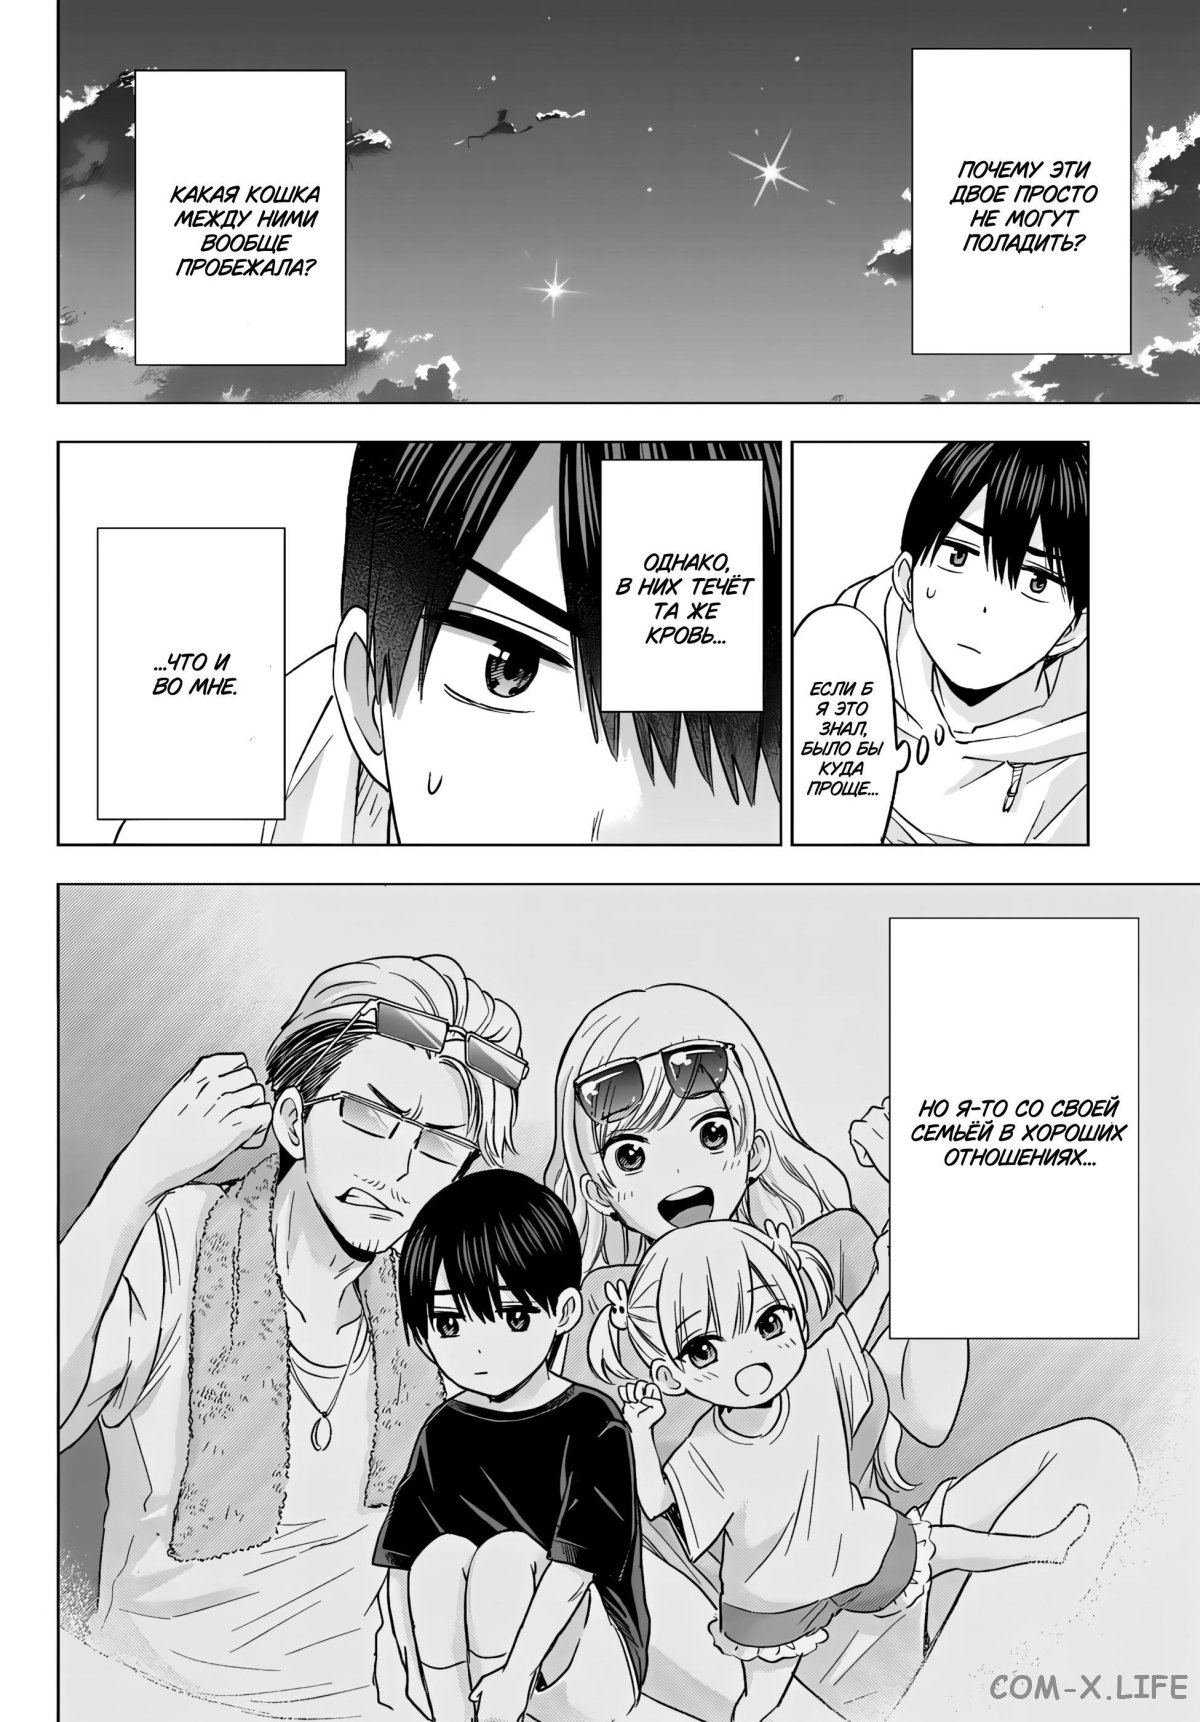 ПОЧЕМУ ЭТИ
ДВОЕ ПРОСТО
НЕ МОГУТ
ПОЛАДИТЬ?
КАКАЯ КОШКА
МЕЖДУ НИМИ
ВООБЩЕ
ПРОБЕЖАЛА?
ЕСЛИ Б
Я ЭТО
ЗНАЛ,
БЫЛО БЫ
КУДА
ПРОЩЕ...
ОДНАКО,
В НИХ ТЕЧЁТ
ТА ЖЕ
КРОВЬ...
...ЧТО И
ВО МНЕ.
НО Я-ТО СО СВОЕЙ
СЕМЬЁЙ В ХОРОШИХ
ОТНОШЕНИЯХ...
COM-X.LIFE